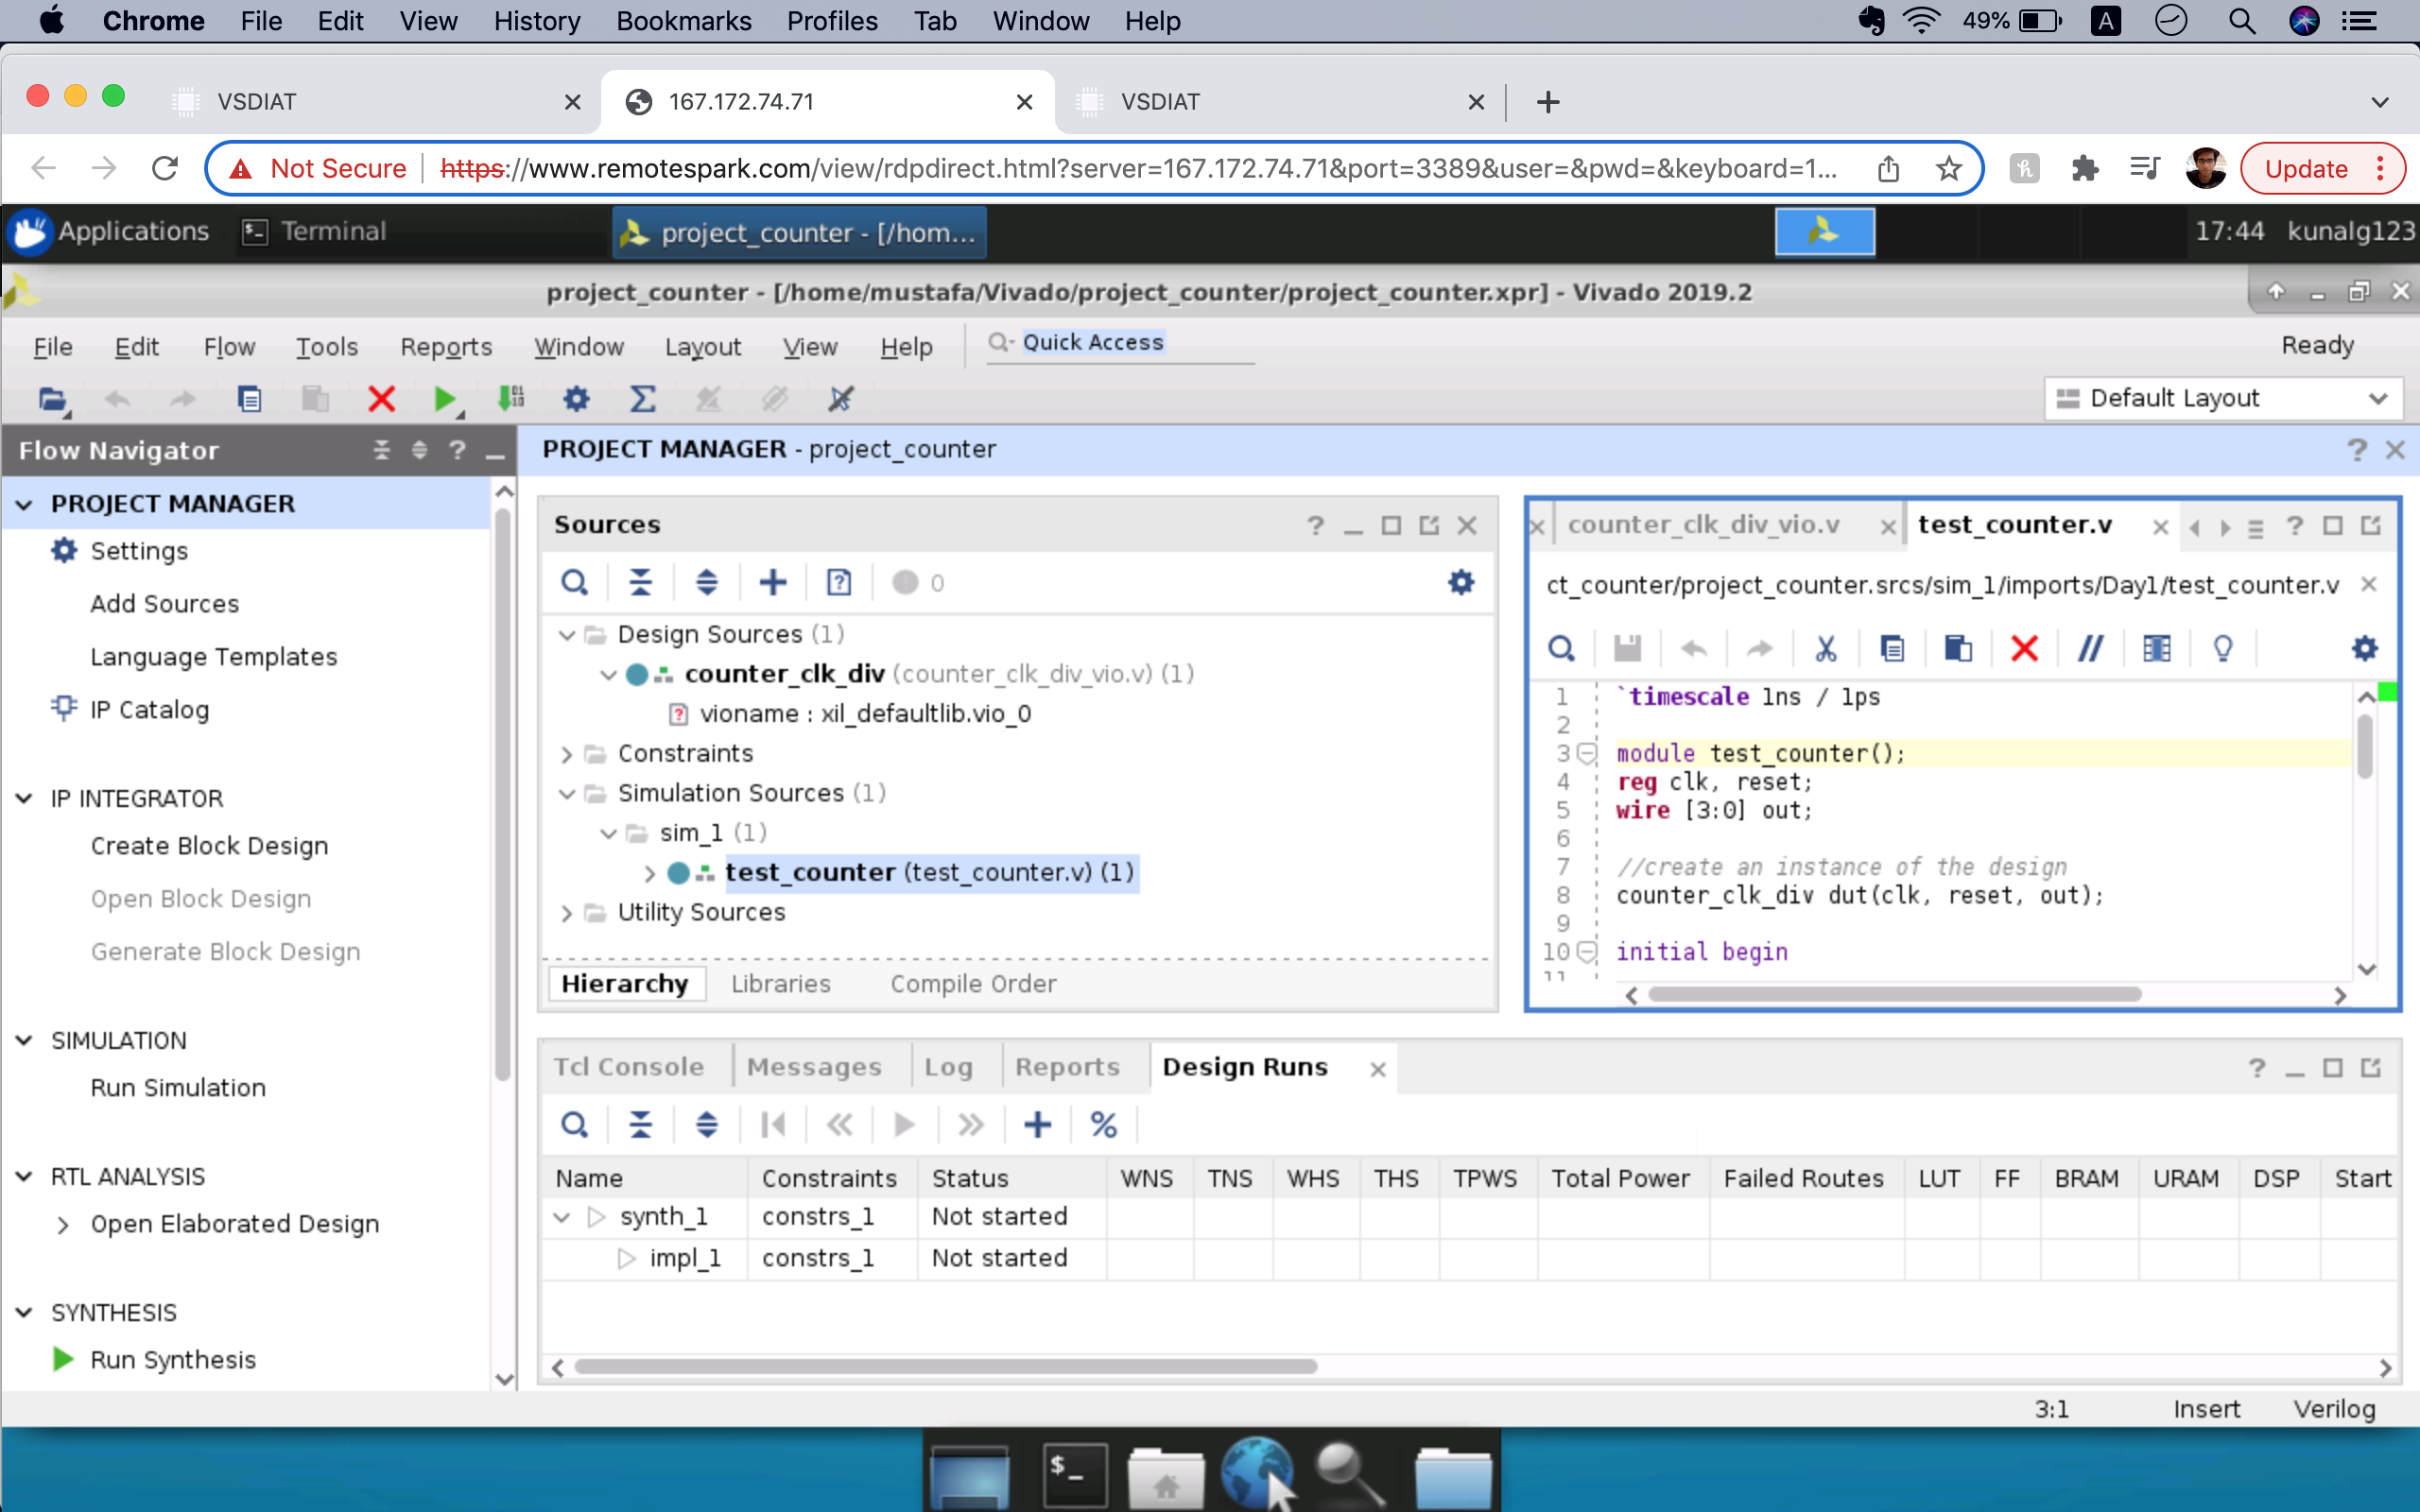 Chrome File Edit View History Bookmarks Profiles Tab Window Help 49% A
VSDIAT 167.172.74.71 VSDIAT
Not Secure https://www.remotespark.com/view/rdpdirect.html?server=167.172.74.71&port=3389&user=&pwd=&keyboard=1... Update
Applications Terminal project_counter - [/hom... 17:44 kunalg123
project_counter - [/home/mustafa/Vivado/project_counter/project_counter.xpr] - Vivado 2019.2
File Edit Flow Tools Reports Window Layout View Help Quick Access Ready
Default Layout
Flow Navigator
PROJECT MANAGER
Settings
Add Sources
Language Templates
IP Catalog
IP INTEGRATOR
Create Block Design
Open Block Design
Generate Block Design
SIMULATION
Run Simulation
RTL ANALYSIS
Open Elaborated Design
SYNTHESIS
Run Synthesis
PROJECT MANAGER - project_counter
Sources
0
Design Sources (1)
counter_clk_div (counter_clk_div_vio.v) (1)
vioname : xil_defaultlib.vio_0
Constraints
Simulation Sources (1)
sim_1 (1)
test_counter (test_counter.v) (1)
Utility Sources
Hierarchy Libraries Compile Order
counter_clk_div_vio.v test_counter.v
ct_counter/project_counter.srcs/sim_1/imports/Day1/test_counter.v
1 `timescale 1ns / 1ps
2
3 module test_counter();
4 reg clk, reset;
5 wire [3:0] out;
6
7 //create an instance of the design
8 counter_clk_div dut(clk, reset, out);
9
10 initial begin
11
Tcl Console Messages Log Reports Design Runs
Name Constraints Status WNS TNS WHS THS TPWS Total Power Failed Routes LUT FF BRAM URAM DSP Start
synth_1 constrs_1 Not started
impl_1 constrs_1 Not started
3:1 Insert Verilog
$_